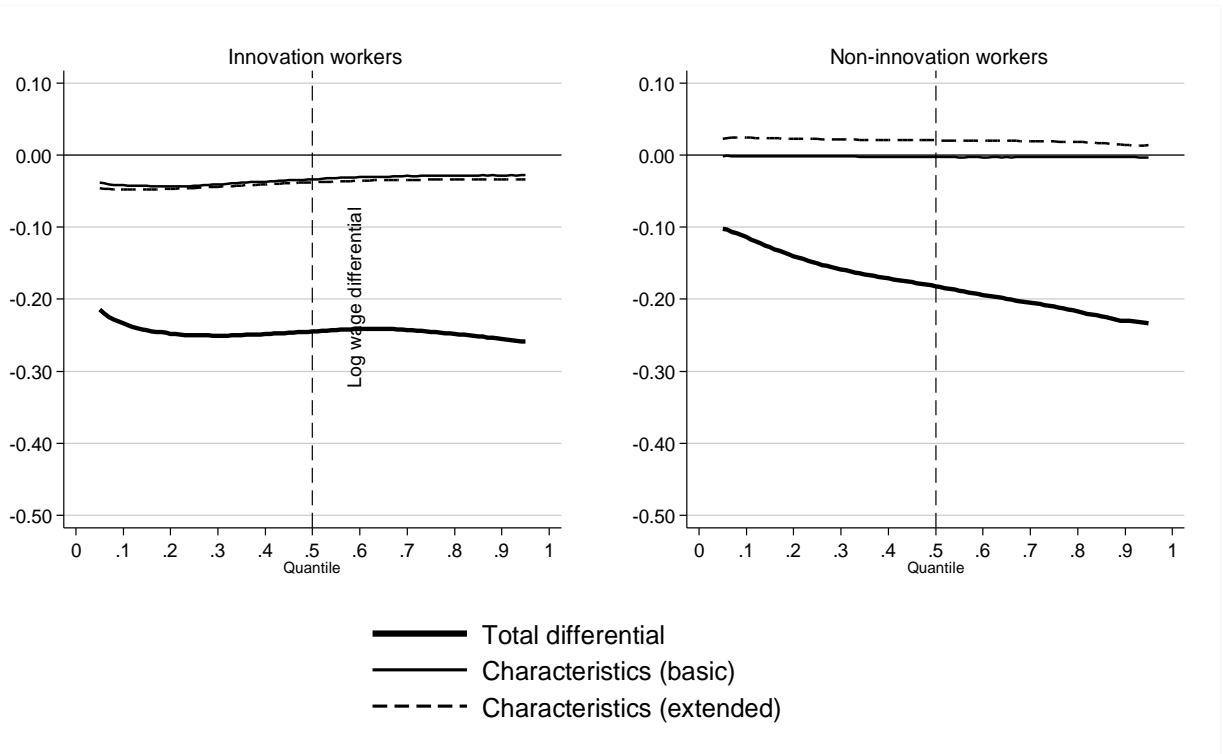 Innovation workers
0.10
0.00
-0.10
-0.20
-0.30
-0.40
-0.50
0 .1 .2 .3 .4 .5 .6 .7 .8 .9 1
Quantile
Log wage differential
Non-innovation workers
0.10
0.00
-0.10
-0.20
-0.30
-0.40
-0.50
0 .1 .2 .3 .4 .5 .6 .7 .8 .9 1
Quantile
Total differential
Characteristics (basic)
Characteristics (extended)